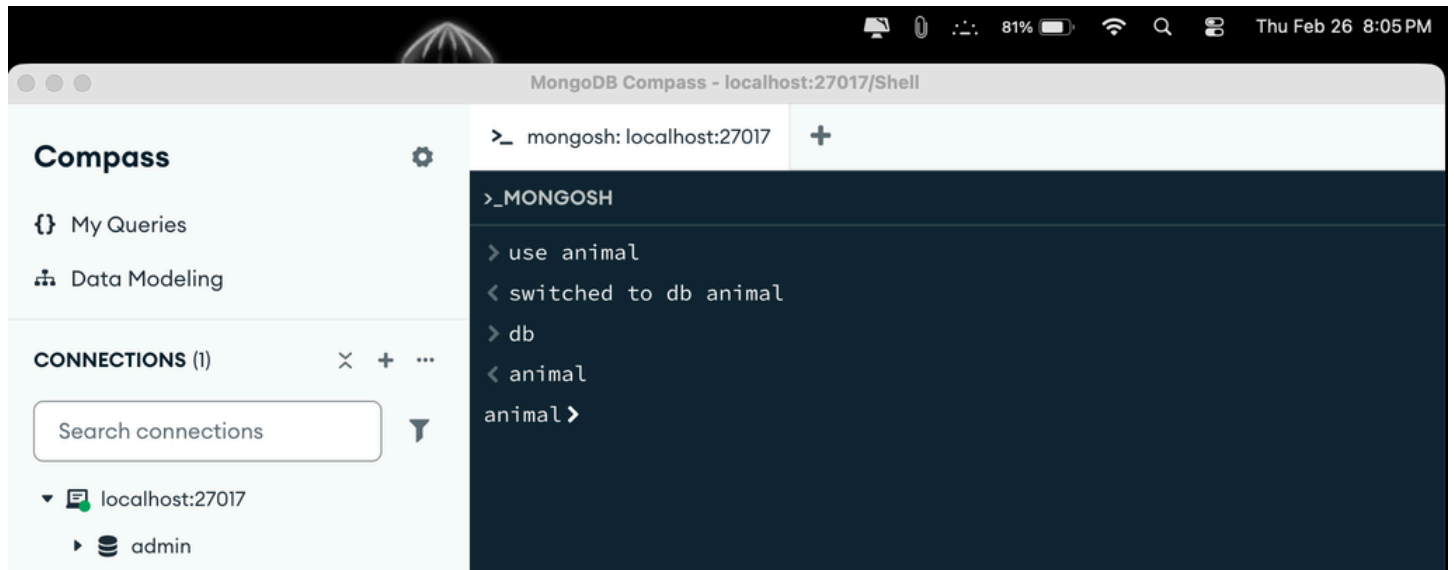 81% Thu Feb 26 8:05 PM
MongoDB Compass - localhost:27017/Shell
Compass
{} My Queries
Data Modeling
CONNECTIONS (1)
Search connections
localhost:27017
admin
>_ mongosh: localhost:27017 +
>_MONGOSH
> use animal
< switched to db animal
> db
< animal
animal>